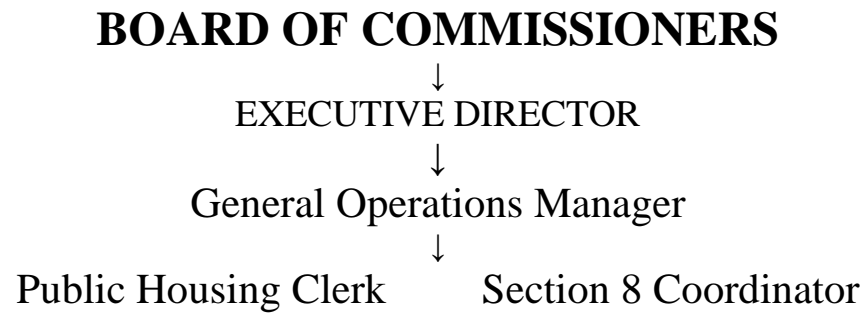 BOARD OF COMMISSIONERS
↓
EXECUTIVE DIRECTOR
↓
General Operations Manager
↓
Public Housing Clerk Section 8 Coordinator